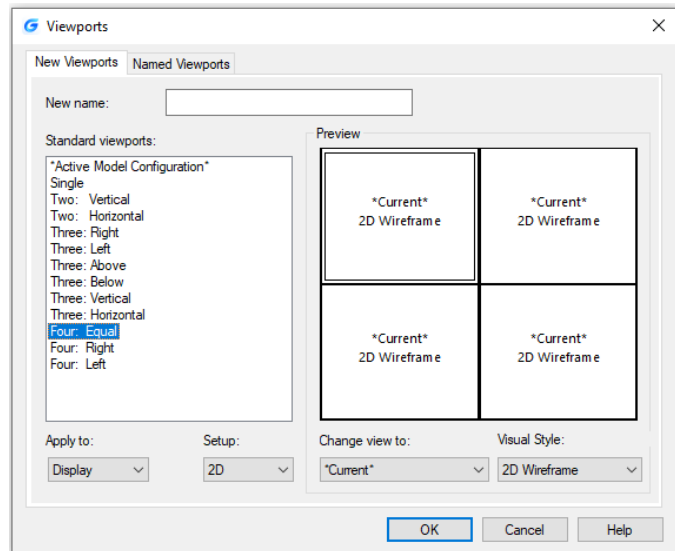 Viewports
New Viewports
Named Viewports
New name:
Standard viewports:
*Active Model Configuration*
Single
Two: Vertical
Two: Horizontal
Three: Right
Three: Left
Three: Above
Three: Below
Three: Vertical
Three: Horizontal
Four: Equal
Four: Right
Four: Left
Preview
*Current*
2D Wireframe
*Current*
2D Wireframe
*Current*
2D Wireframe
*Current*
2D Wireframe
Apply to:
Setup:
Change view to:
Visual Style:
Display
2D
*Current*
2D Wireframe
OK
Cancel
Help